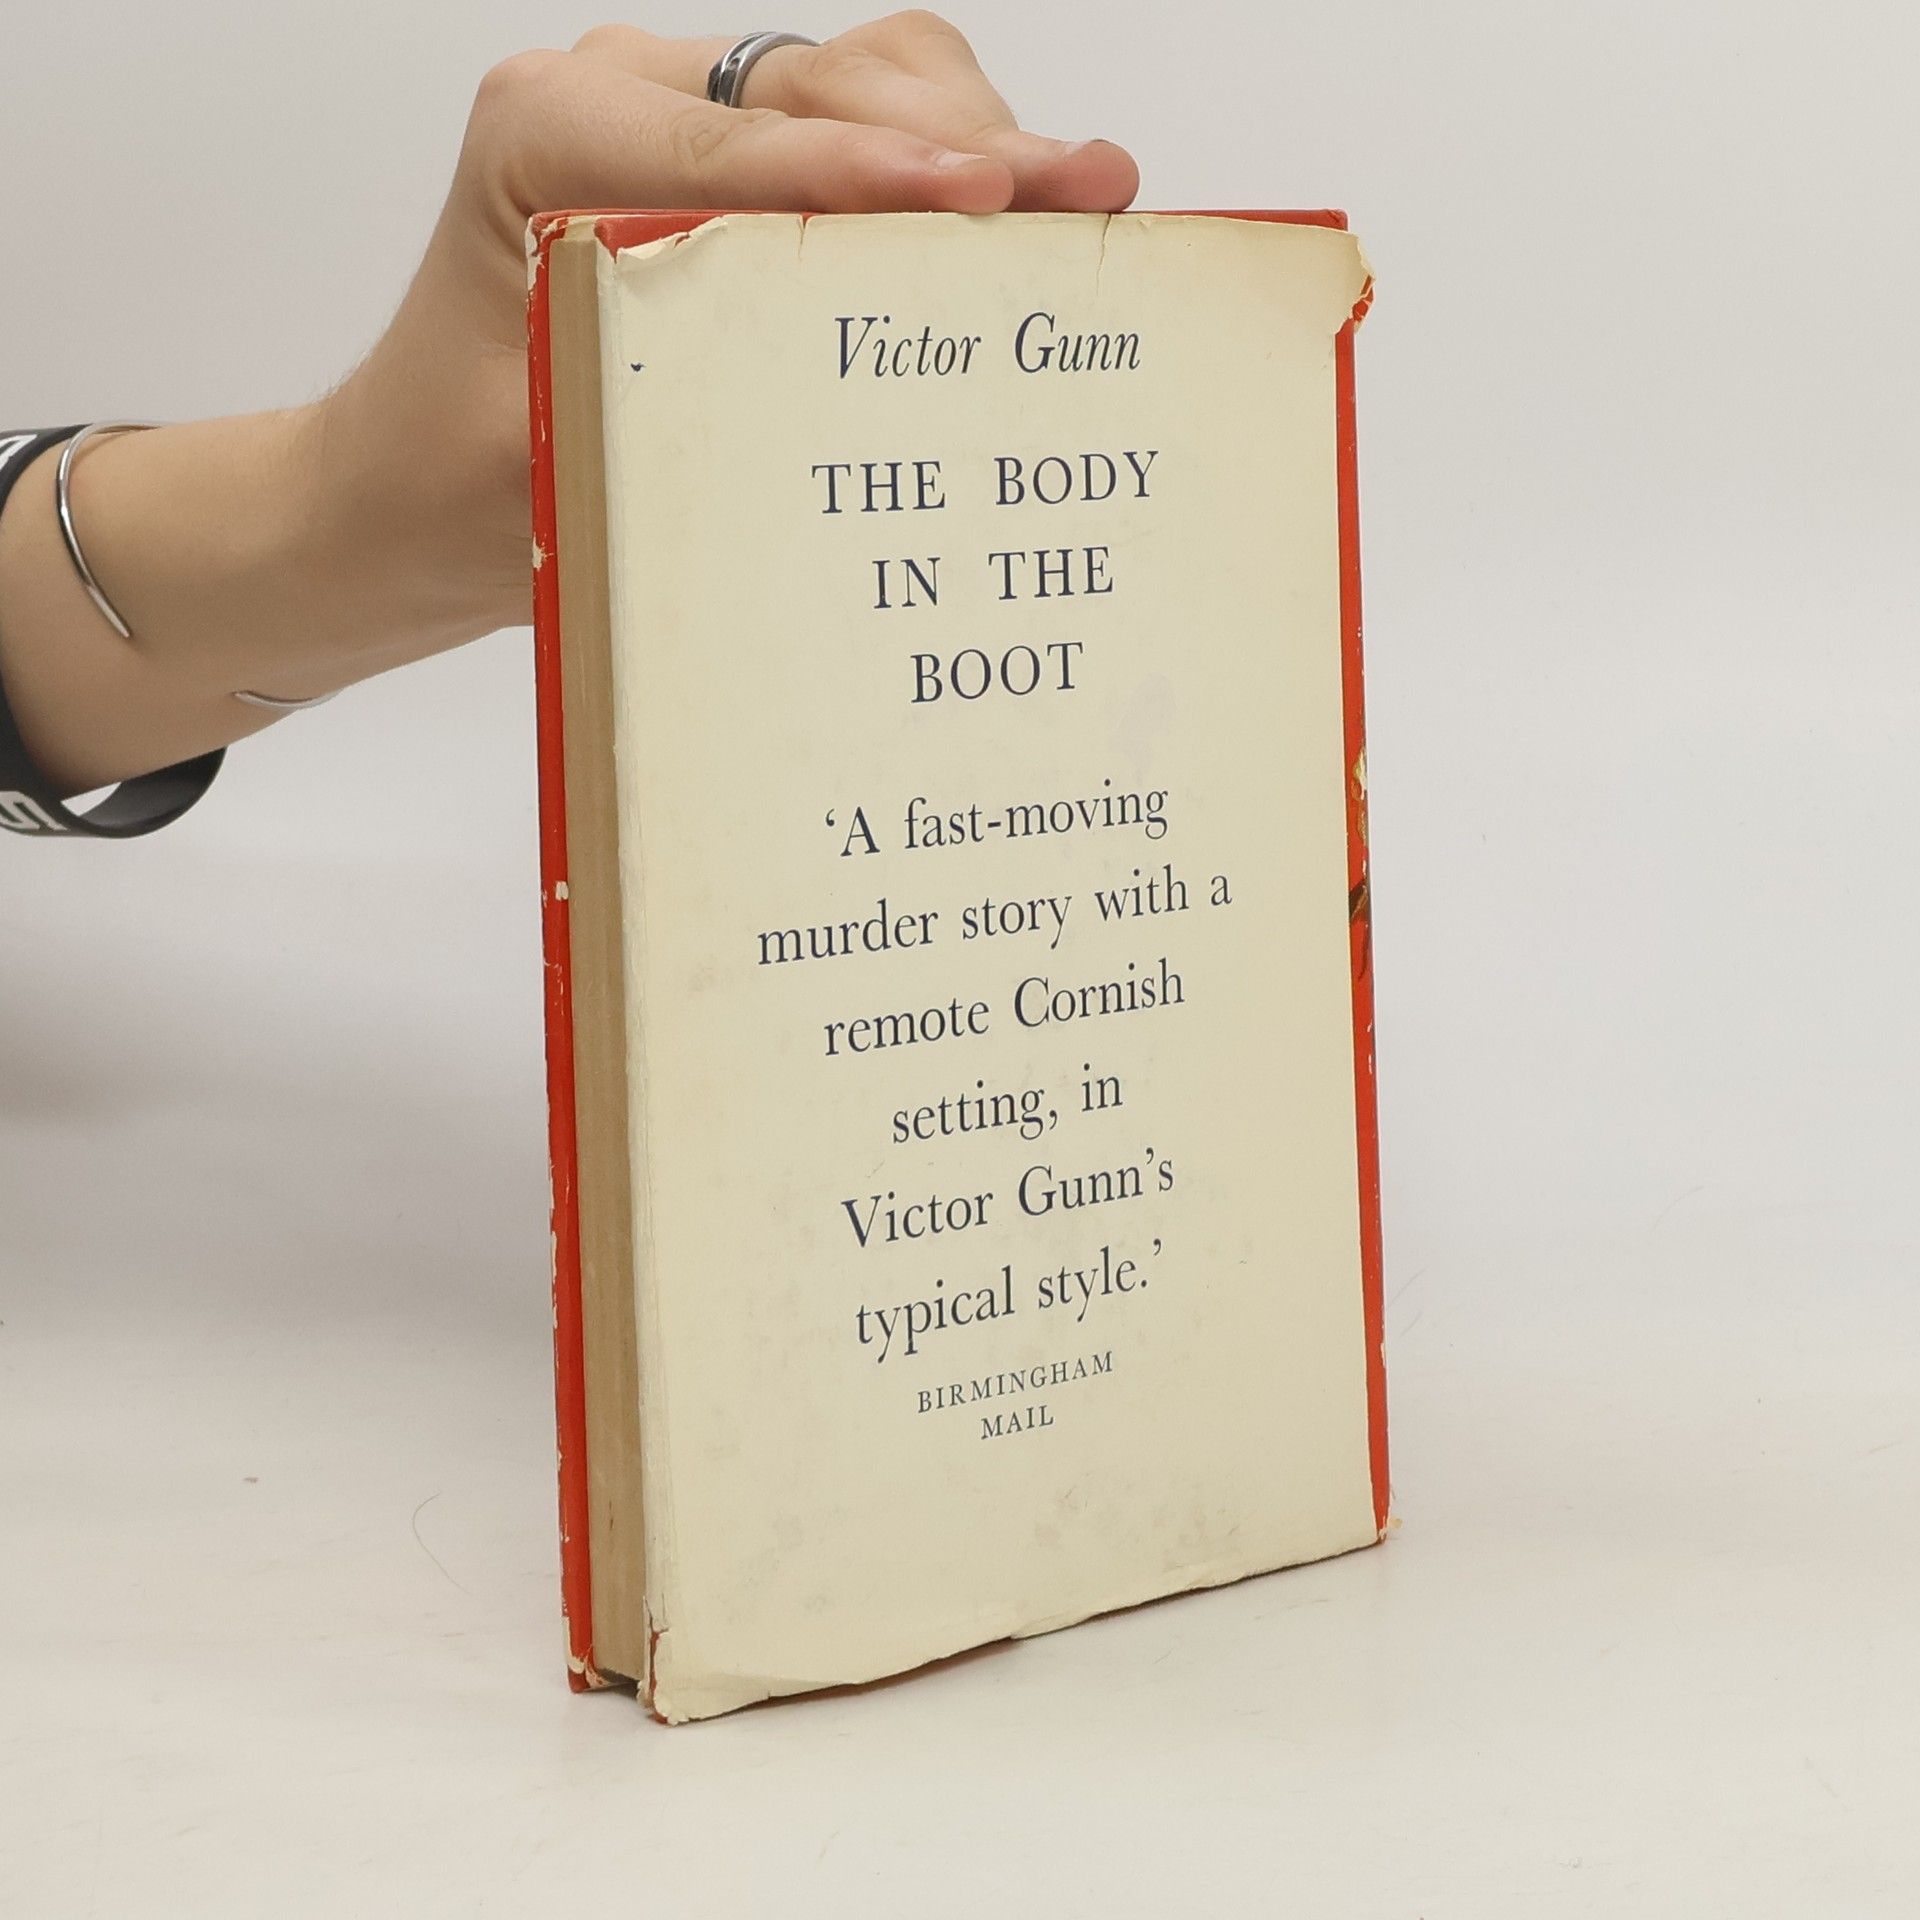 Victor Gunn
THE BODY
IN THE
BOOT
‘A fast-moving
murder story with a
remote Cornish
setting, in
Victor Gunn’s
typical style.’
BIRMINGHAM
MAIL